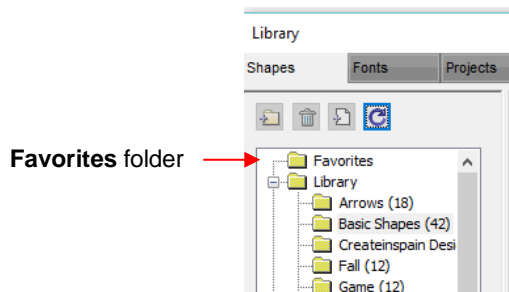 Library
Shapes Fonts Projects
Favorites folder
Favorites
Library
Arrows (18)
Basic Shapes (42)
Createinspain Desi
Fall (12)
Game (12)